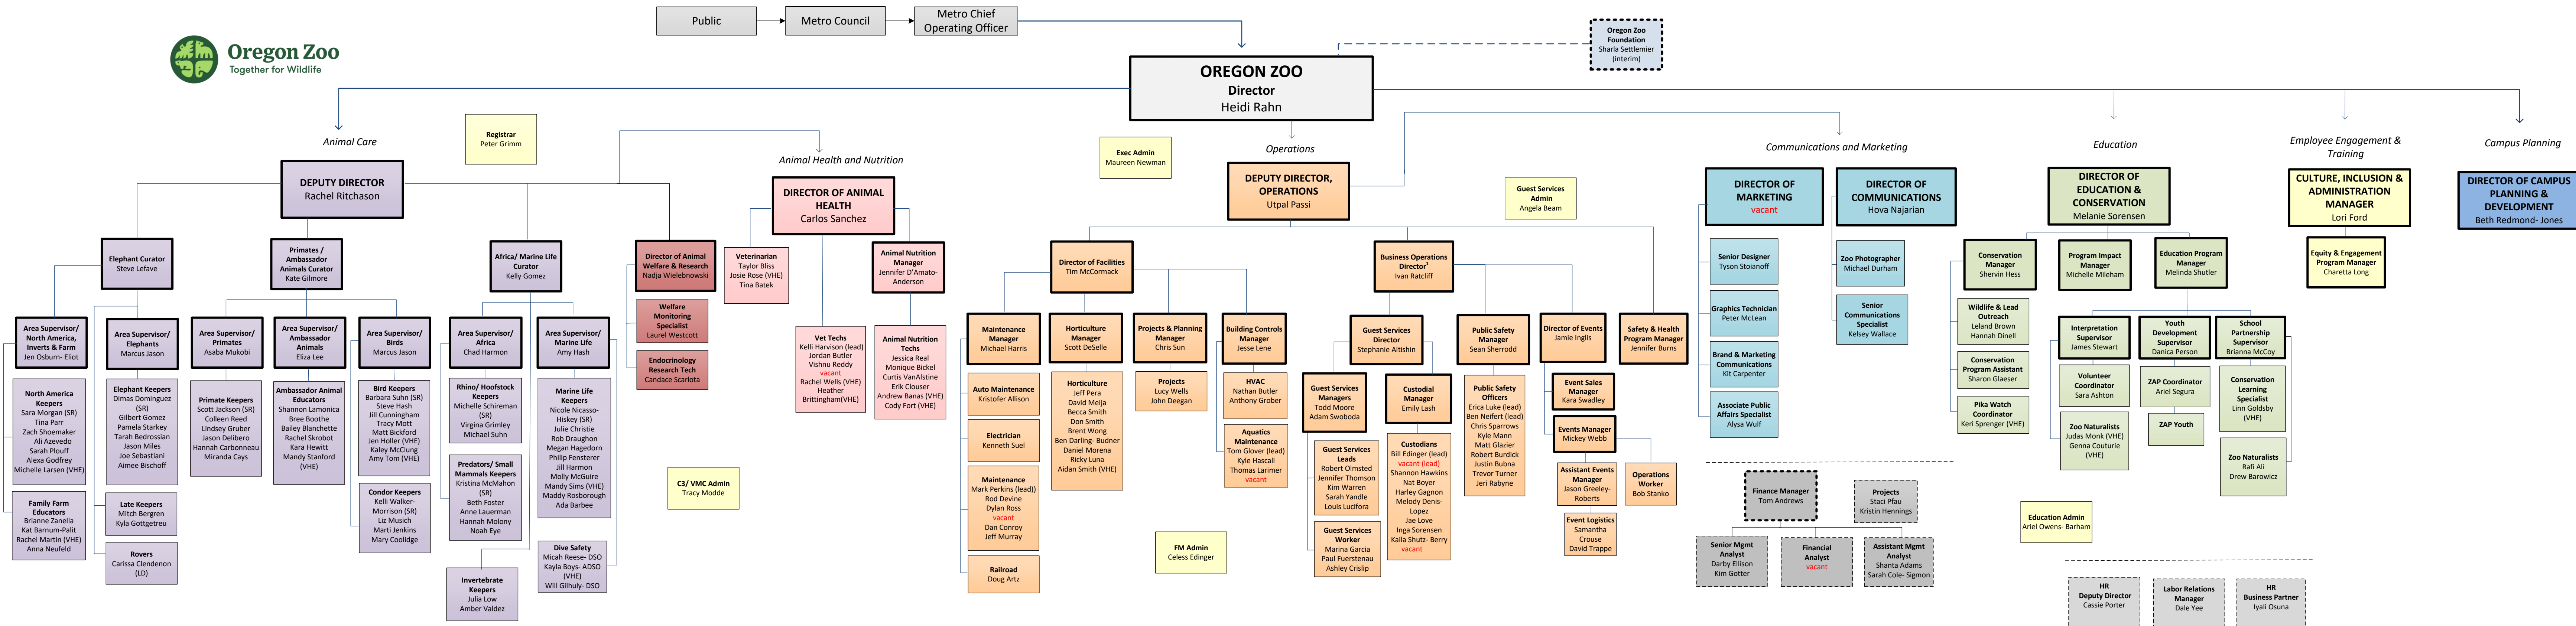 Public
Metro Council
Metro Chief
Operating Officer
Oregon Zoo
Together for Wildlife
Oregon Zoo
Foundation
Sharla Settlemier
(interim)
OREGON ZOO
Director
Heidi Rahn
Animal Care
Registrar
Peter Grimm
Animal Health and Nutrition
Exec Admin
Maureen Newman
Operations
Communications and Marketing
Education
Employee Engagement &
Training
Campus Planning
DEPUTY DIRECTOR
Rachel Ritchason
DIRECTOR OF ANIMAL
HEALTH
Carlos Sanchez
DEPUTY DIRECTOR,
OPERATIONS
Utpal Passi
Guest Services
Admin
Angela Beam
DIRECTOR OF
MARKETING
vacant
DIRECTOR OF
COMMUNICATIONS
Hova Najarian
DIRECTOR OF
EDUCATION &
CONSERVATION
Melanie Sorensen
CULTURE, INCLUSION &
ADMINISTRATION
MANAGER
Lori Ford
DIRECTOR OF CAMPUS
PLANNING &
DEVELOPMENT
Beth Redmond- Jones
Elephant Curator
Steve Lefave
Primates /
Ambassador
Animals Curator
Kate Gilmore
Africa/ Marine Life
Curator
Kelly Gomez
Director of Animal
Welfare & Research
Nadja Wielebnowski
Veterinarian
Taylor Bliss
Josie Rose (VHE)
Tina Batek
Animal Nutrition
Manager
Jennifer D'Amato-
Anderson
Director of Facilities
Tim McCormack
Business Operations
Director1
Ivan Ratcliff
Senior Designer
Tyson Stoianoff
Zoo Photographer
Michael Durham
Conservation
Manager
Shervin Hess
Program Impact
Manager
Michelle Mileham
Education Program
Manager
Melinda Shutler
Equity & Engagement
Program Manager
Charetta Long
Area Supervisor/
North America,
Inverts & Farm
Jen Osburn- Eliot
Area Supervisor/
Elephants
Marcus Jason
Area Supervisor/
Primates
Asaba Mukobi
Area Supervisor/
Ambassador
Animals
Eliza Lee
Area Supervisor/
Birds
Marcus Jason
Area Supervisor/
Africa
Chad Harmon
Area Supervisor/
Marine Life
Amy Hash
Welfare
Monitoring
Specialist
Laurel Westcott
Endocrinology
Research Tech
Candace Scarlota
Vet Techs
Kelli Harvison (lead)
Jordan Butler
Vishnu Reddy
vacant
Rachel Wells (VHE)
Heather
Brittingham(VHE)
Animal Nutrition
Techs
Jessica Real
Monique Bickel
Curtis VanAlstine
Erik Clouser
Andrew Banas (VHE)
Cody Fort (VHE)
Maintenance
Manager
Michael Harris
Horticulture
Manager
Scott DeSelle
Projects & Planning
Manager
Chris Sun
Building Controls
Manager
Jesse Lene
Guest Services
Director
Stephanie Altishin
Public Safety
Manager
Sean Sherrodd
Director of Events
Jamie Inglis
Safety & Health
Program Manager
Jennifer Burns
Graphics Technician
Peter McLean
Senior
Communications
Specialist
Kelsey Wallace
Brand & Marketing
Communications
Kit Carpenter
Associate Public
Affairs Specialist
Alysa Wulf
Wildlife & Lead
Outreach
Leland Brown
Hannah Dinell
Conservation
Program Assistant
Sharon Glaeser
Pika Watch
Coordinator
Keri Sprenger (VHE)
Interpretation
Supervisor
James Stewart
Youth
Development
Supervisor
Danica Person
School
Partnership
Supervisor
Brianna McCoy
Volunteer
Coordinator
Sara Ashton
Zoo Naturalists
Judas Monk (VHE)
Genna Couturie
(VHE)
ZAP Coordinator
Ariel Segura
ZAP Youth
Conservation
Learning
Specialist
Linn Goldsby
(VHE)
Zoo Naturalists
Rafi Ali
Drew Barowicz
North America
Keepers
Sara Morgan (SR)
Tina Parr
Zach Shoemaker
Ali Azevedo
Sarah Plouff
Alexa Godfrey
Michelle Larsen (VHE)
Family Farm
Educators
Brianne Zanella
Kat Barnum-Palit
Rachel Martin (VHE)
Anna Neufeld
Elephant Keepers
Dimas Dominguez
(SR)
Gilbert Gomez
Pamela Starkey
Tarah Bedrossian
Jason Miles
Joe Sebastiani
Aimee Bischoff
Late Keepers
Mitch Bergren
Kyla Gottgetreu
Rovers
Carissa Clendenon
(LD)
Primate Keepers
Scott Jackson (SR)
Colleen Reed
Lindsey Gruber
Jason Delibero
Hannah Carbonneau
Miranda Cays
Ambassador Animal
Educators
Shannon Lamonica
Bree Boothe
Bailey Blanchette
Rachel Skrobot
Kara Hewitt
Mandy Stanford
(VHE)
Bird Keepers
Barbara Suhn (SR)
Steve Hash
Jill Cunningham
Tracy Mott
Matt Bickford
Jen Holler (VHE)
Kaley McClung
Amy Tom (VHE)
Condor Keepers
Kelli Walker-
Morrison (SR)
Liz Musich
Marti Jenkins
Mary Coolidge
Rhino/ Hoofstock
Keepers
Michelle Schireman
(SR)
Virgina Grimley
Michael Suhn
Predators/ Small
Mammals Keepers
Kristina McMahon
(SR)
Beth Foster
Anne Lauerman
Hannah Molony
Noah Eye
Invertebrate
Keepers
Julia Low
Amber Valdez
Marine Life
Keepers
Nicole Nicasso-
Hiskey (SR)
Julie Christie
Rob Draughon
Megan Hagedorn
Philip Fensterer
Jill Harmon
Molly McGuire
Mandy Sims (VHE)
Maddy Rosborough
Ada Barbee
Dive Safety
Micah Reese- DSO
Kayla Boys- ADSO
(VHE)
Will Gilhuly- DSO
C3/ VMC Admin
Tracy Modde
Auto Maintenance
Kristofer Allison
Electrician
Kenneth Suel
Maintenance
Mark Perkins (lead))
Rod Devine
Dylan Ross
vacant
Dan Conroy
Jeff Murray
Railroad
Doug Artz
Horticulture
Jeff Pera
David Meija
Becca Smith
Don Smith
Brent Wong
Ben Darling- Budner
Daniel Morena
Ricky Luna
Aidan Smith (VHE)
Projects
Lucy Wells
John Deegan
HVAC
Nathan Butler
Anthony Grober
Aquatics
Maintenance
Tom Glover (lead)
Kyle Hascall
Thomas Larimer
vacant
FM Admin
Celess Edinger
Guest Services
Managers
Todd Moore
Adam Swoboda
Custodial
Manager
Emily Lash
Guest Services
Leads
Robert Olmsted
Jennifer Thomson
Kim Warren
Sarah Yandle
Louis Lucifora
Guest Services
Worker
Marina Garcia
Paul Fuerstenau
Ashley Crislip
Custodians
Bill Edinger (lead)
vacant (lead)
Shannon Hawkins
Nat Boyer
Harley Gagnon
Melody Denis-
Lopez
Jae Love
Inga Sorensen
Kaila Shutz- Berry
vacant
Public Safety
Officers
Erica Luke (lead)
Ben Neifert (lead)
Chris Sparrows
Kyle Mann
Matt Glazier
Robert Burdick
Justin Bubna
Trevor Turner
Jeri Rabyne
Event Sales
Manager
Kara Swadley
Events Manager
Mickey Webb
Assistant Events
Manager
Jason Greeley-
Roberts
Operations
Worker
Bob Stanko
Event Logistics
Samantha
Crouse
David Trappe
Finance Manager
Tom Andrews
Projects
Staci Pfau
Kristin Hennings
Senior Mgmt
Analyst
Darby Ellison
Kim Gotter
Financial
Analyst
vacant
Assistant Mgmt
Analyst
Shanta Adams
Sarah Cole- Sigmon
Education Admin
Ariel Owens- Barham
HR
Deputy Director
Cassie Porter
Labor Relations
Manager
Dale Yee
HR
Business Partner
Iyali Osuna